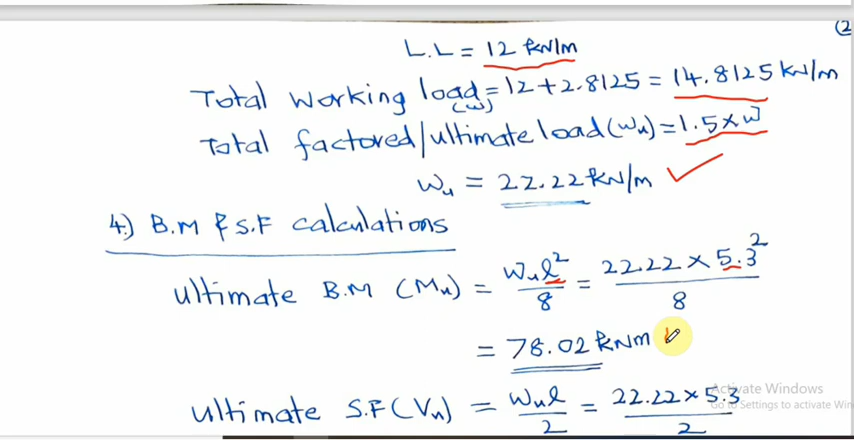 (2
L.L = 12 kN/m
Total working load(w) = 12 + 2.8125 = 14.8125 kN/m
Total factored/ultimate load(Wu) = 1.5 x w
Wu = 22.22 kN/m ✓
4.) B.M & S.F calculations
ultimate B.M (Mu) = Wul²/8 = 22.22 x 5.3²/8
= 78.02 kNm
ultimate S.F (Vu) = Wul/2 = 22.22 x 5.3/2
Activate Windows
Go to Settings to activate Win